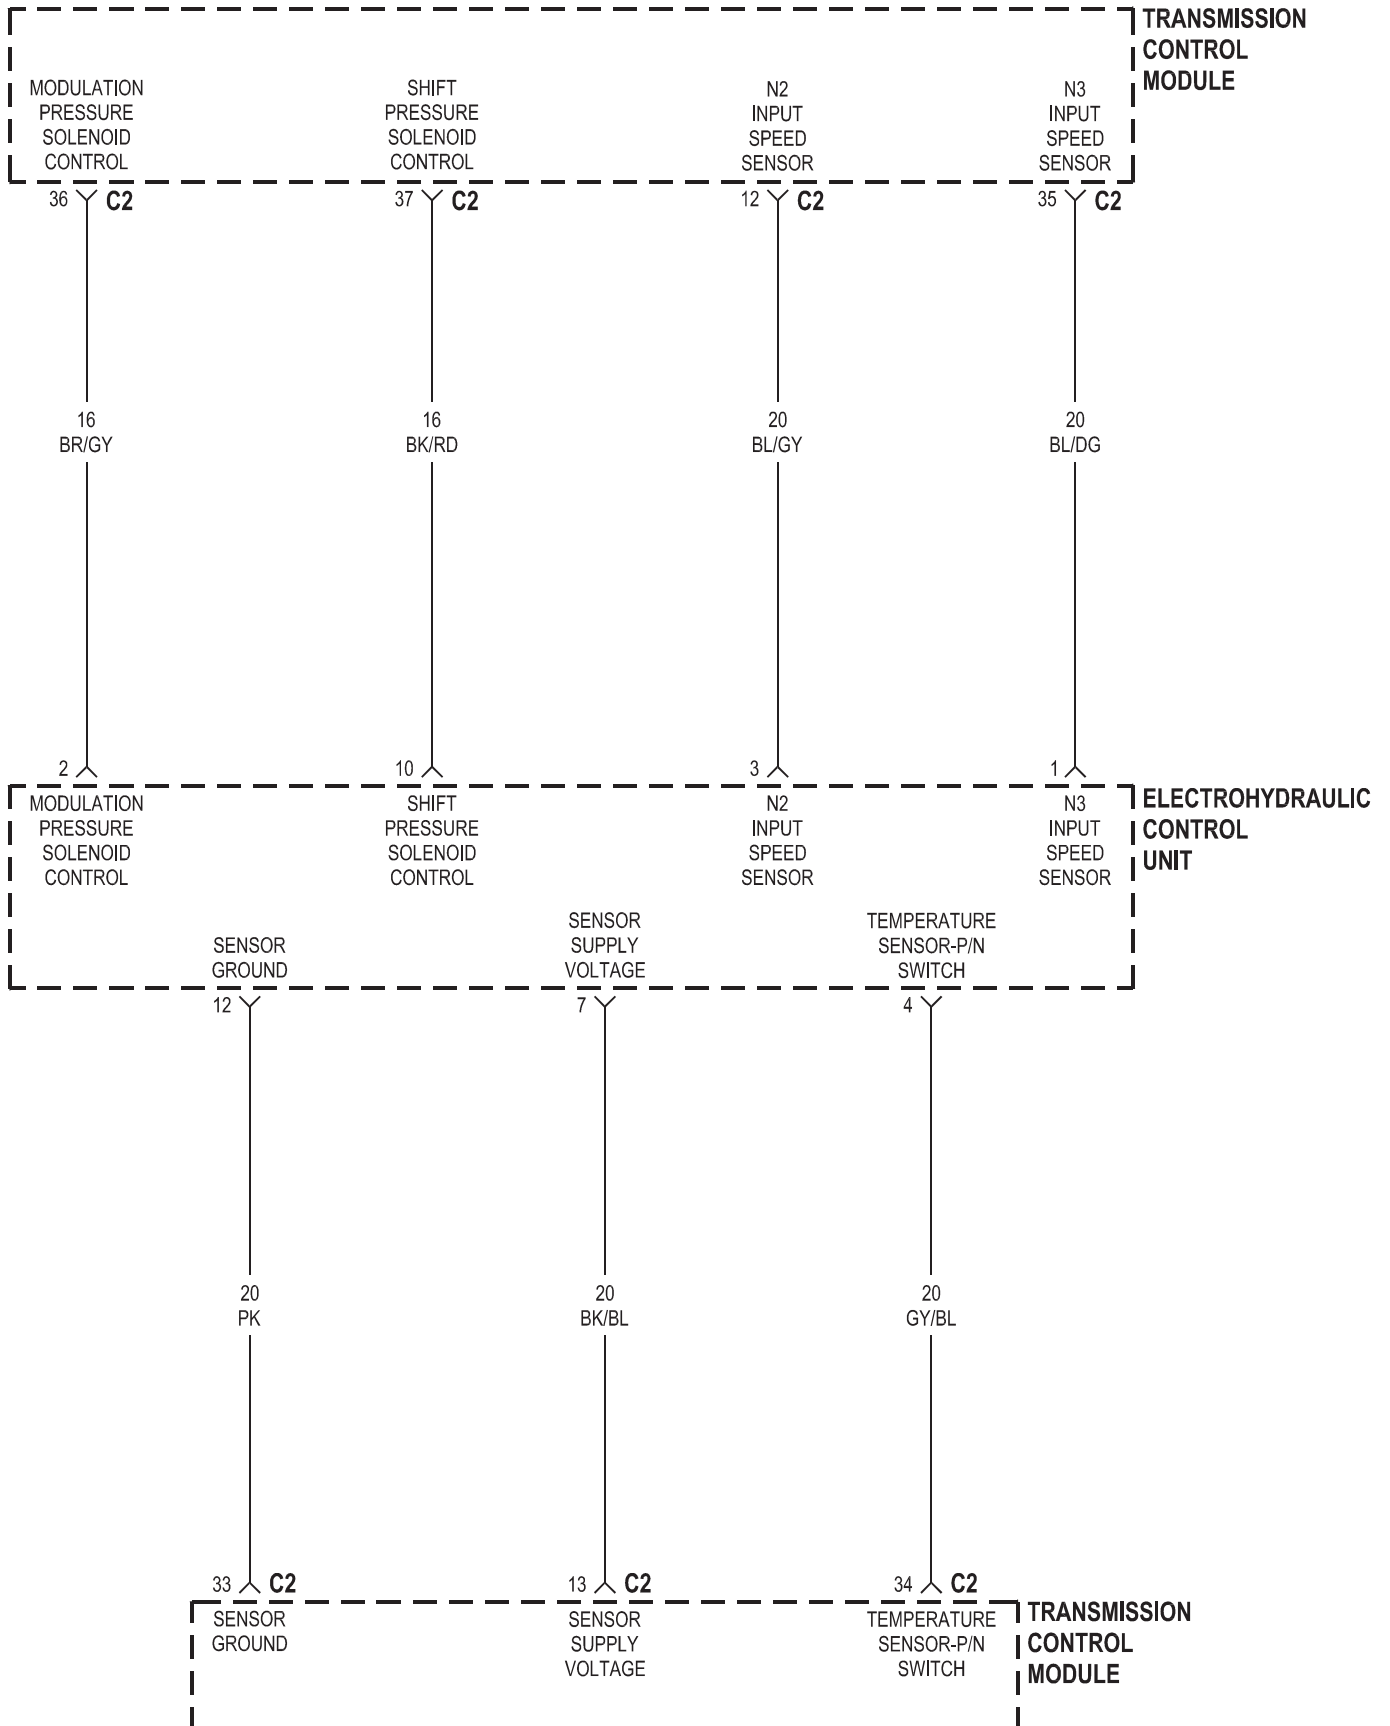 TRANSMISSION
CONTROL
MODULE
MODULATION
PRESSURE
SOLENOID
CONTROL
SHIFT
PRESSURE
SOLENOID
CONTROL
N2
INPUT
SPEED
SENSOR
N3
INPUT
SPEED
SENSOR
36 C2
37 C2
12 C2
35 C2
16
BR/GY
16
BK/RD
20
BL/GY
20
BL/DG
2
10
3
1
ELECTROHYDRAULIC
CONTROL
UNIT
MODULATION
PRESSURE
SOLENOID
CONTROL
SHIFT
PRESSURE
SOLENOID
CONTROL
N2
INPUT
SPEED
SENSOR
N3
INPUT
SPEED
SENSOR
SENSOR
GROUND
SENSOR
SUPPLY
VOLTAGE
TEMPERATURE
SENSOR-P/N
SWITCH
12
7
4
20
PK
20
BK/BL
20
GY/BL
33 C2
13 C2
34 C2
SENSOR
GROUND
SENSOR
SUPPLY
VOLTAGE
TEMPERATURE
SENSOR-P/N
SWITCH
TRANSMISSION
CONTROL
MODULE